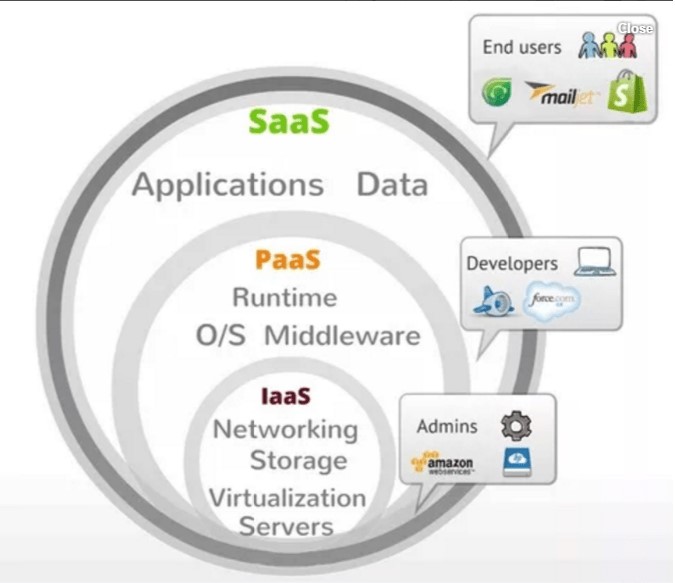 Close
End users
mailjet
S
SaaS
Applications Data
PaaS
Runtime
O/S Middleware
Developers
force.com
IaaS
Networking
Storage
Virtualization
Servers
Admins
amazon
webservices
hp